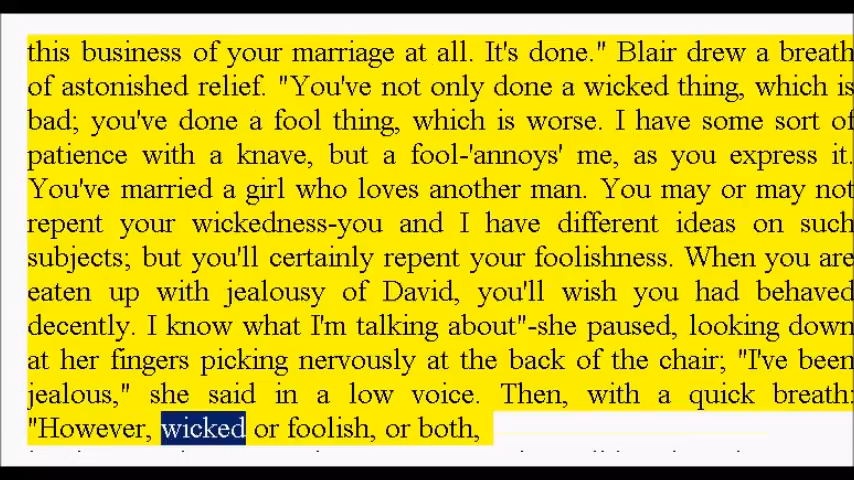 this business of your marriage at all. It's done." Blair drew a breath
of astonished relief. "You've not only done a wicked thing, which is
bad; you've done a fool thing, which is worse. I have some sort of
patience with a knave, but a fool-'annoys' me, as you express it.
You've married a girl who loves another man. You may or may not
repent your wickedness-you and I have different ideas on such
subjects; but you'll certainly repent your foolishness. When you are
eaten up with jealousy of David, you'll wish you had behaved
decently. I know what I'm talking about"-she paused, looking down
at her fingers picking nervously at the back of the chair; "I've been
jealous," she said in a low voice. Then, with a quick breath:
"However, wicked or foolish, or both,